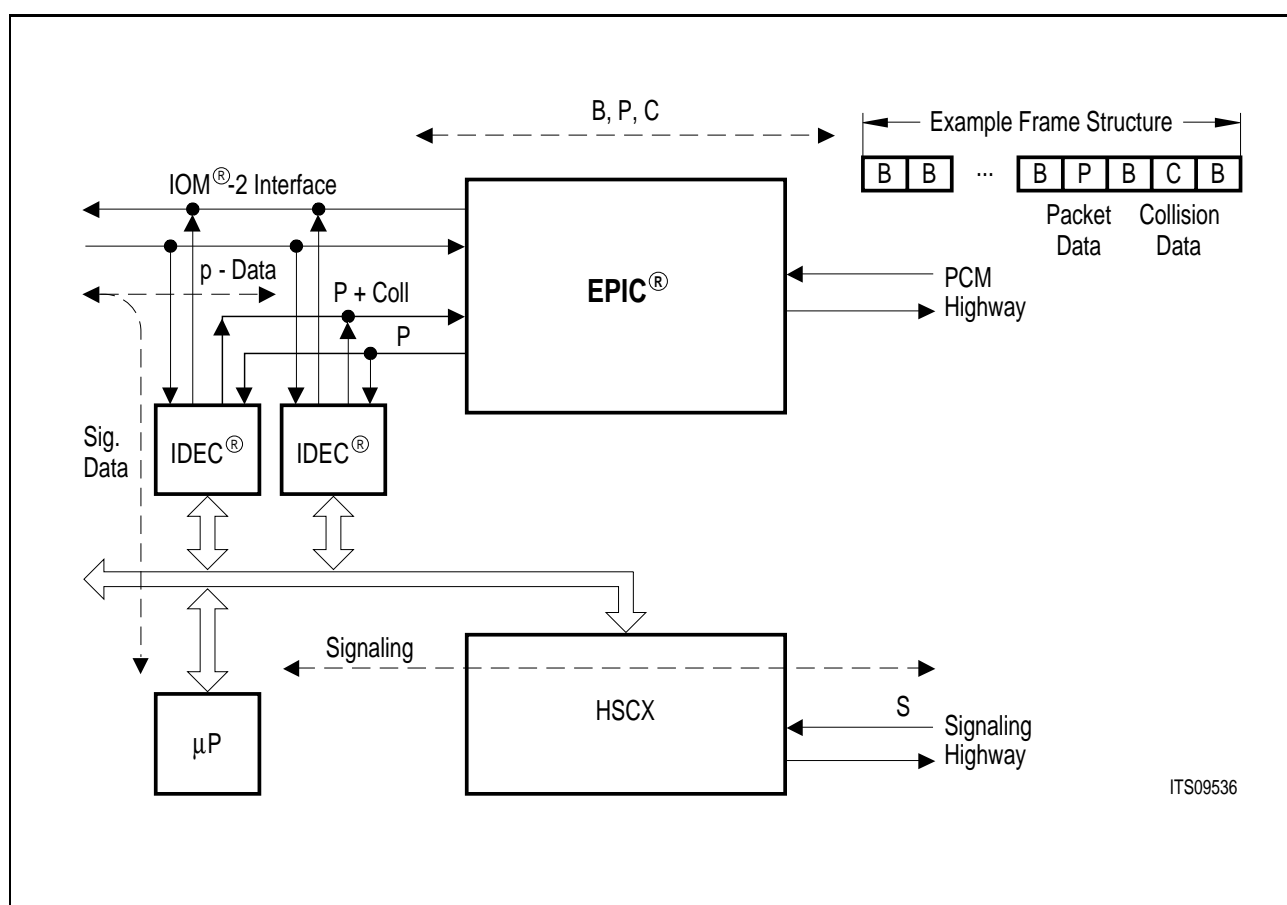 B, P, C
Example Frame Structure
B B ... B P B C B
Packet
Data
Collision
Data
IOM®-2 Interface
p - Data
P + Coll
P
EPIC®
PCM
Highway
Sig.
Data
IDEC®
IDEC®
Signaling
HSCX
S
Signaling
Highway
μP
ITS09536